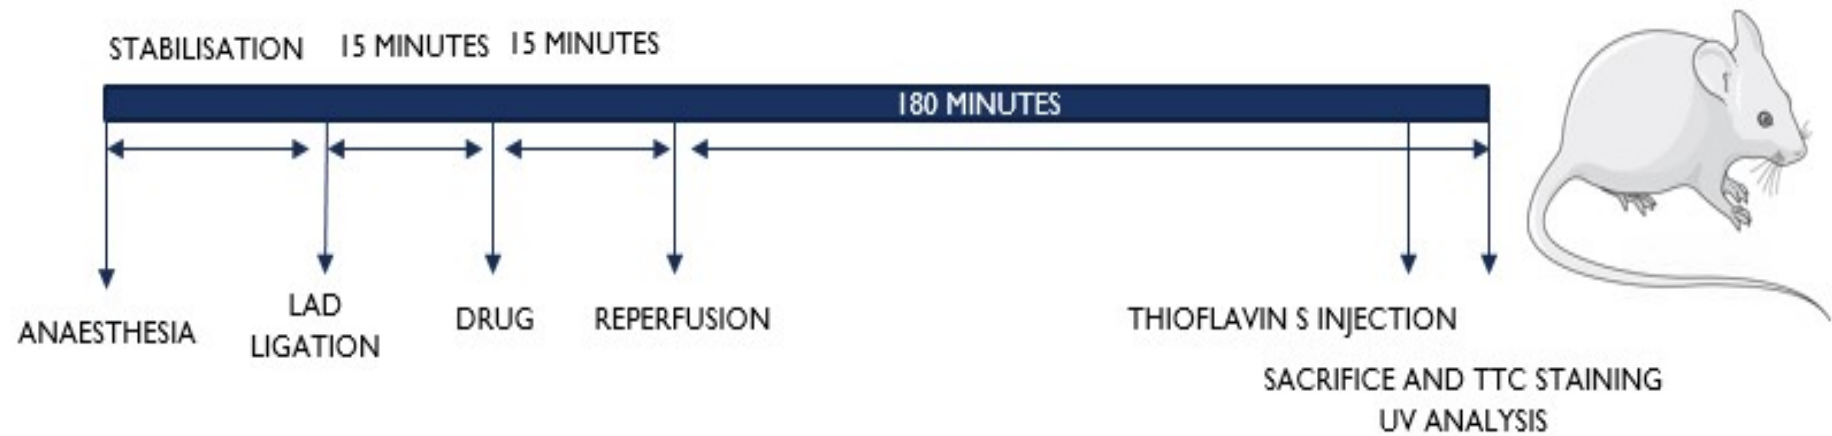 STABILISATION 15 MINUTES 15 MINUTES
180 MINUTES
ANAESTHESIA
LAD
LIGATION
DRUG
REPERFUSION
THIOFLAVIN S INJECTION
SACRIFICE AND TTC STAINING
UV ANALYSIS